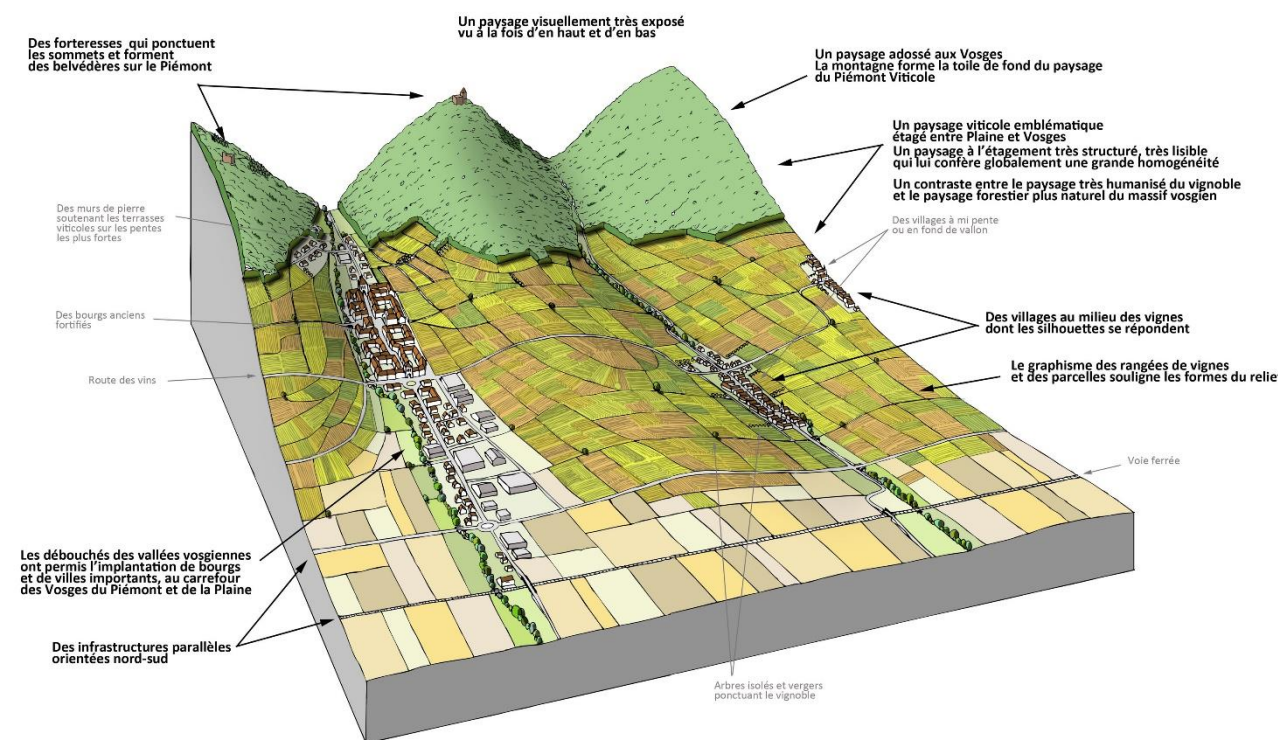 Un paysage visuellement très exposé
vu à la fois d'en haut et d'en bas
Des forteresses qui ponctuent
les sommets et forment
des belvédères sur le Piémont
Un paysage adossé aux Vosges
La montagne forme la toile de fond du paysage
du Piémont Viticole
Un paysage viticole emblématique
étagé entre Plaine et Vosges
Un paysage à l'étagement très structuré, très lisible
qui lui confère globalement une grande homogénéité
Un contraste entre le paysage très humanisé du vignoble
et le paysage forestier plus naturel du massif vosgien
Des murs de pierre
soutenant les terrasses
viticoles sur les pentes
les plus fortes
Des villages à mi pente
ou en fond de vallon
Des bourgs anciens
fortifiés
Des villages au milieu des vignes
dont les silhouettes se répondent
Route des vins
Le graphisme des rangées de vignes
et des parcelles souligne les formes du relie
Voie ferrée
Les débouchés des vallées vosgiennes
ont permis l'implantation de bourgs
et de villes importants, au carrefour
des Vosges du Piémont et de la Plaine
Des infrastructures parallèles
orientées nord-sud
Arbres isolés et vergers
ponctuant le vignoble